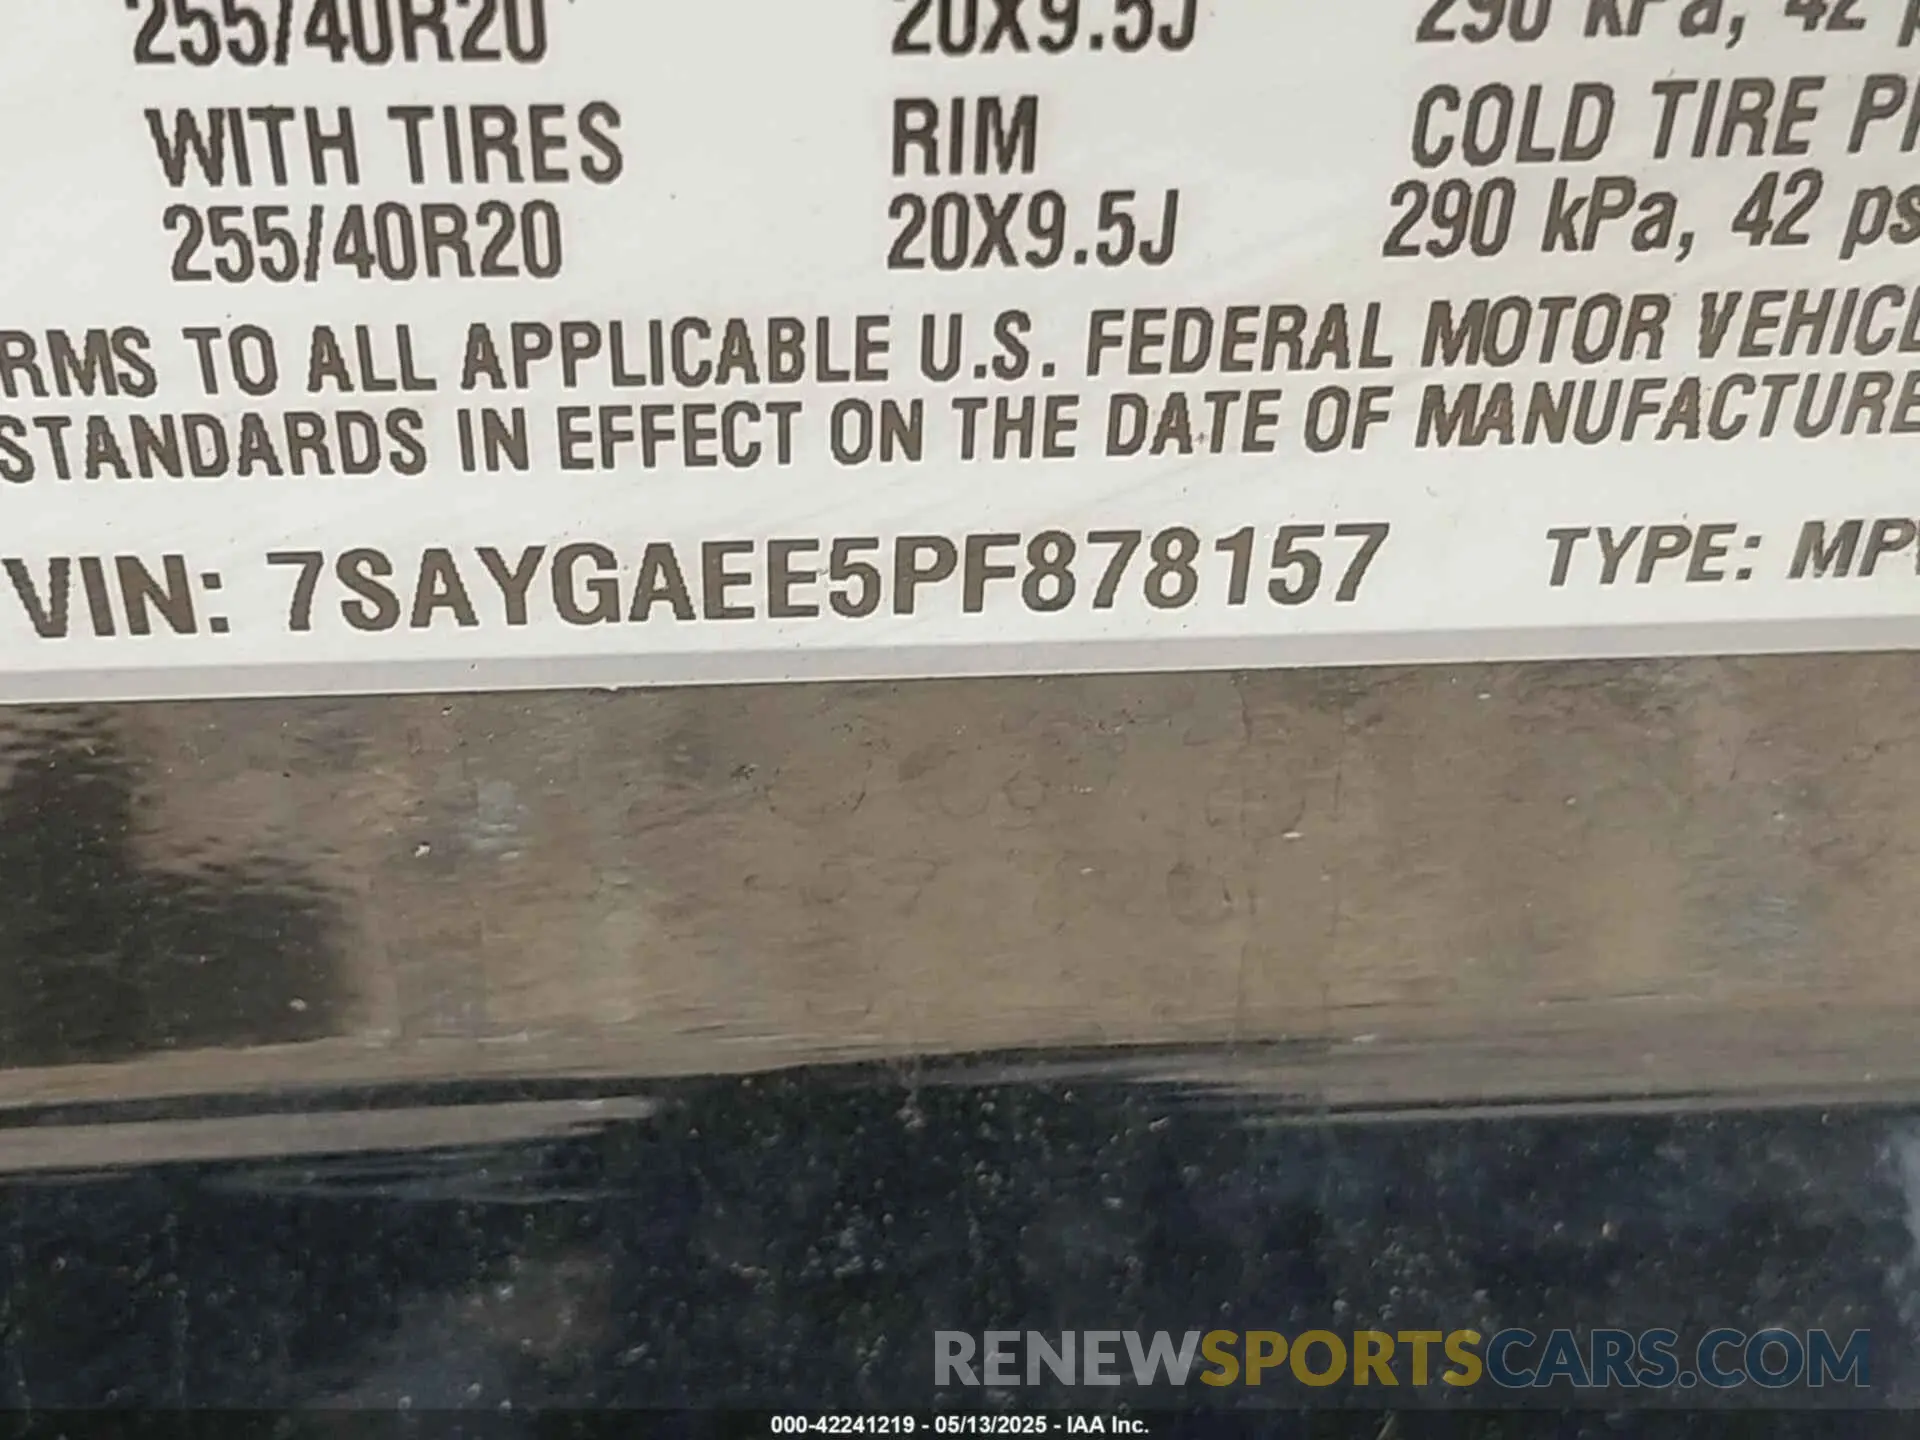 255/40R20 20X9.5J 290 kPa, 42
WITH TIRES RIM COLD TIRE
255/40R20 20X9.5J 290 kPa, 42 ps
RMS TO ALL APPLICABLE U.S. FEDERAL MOTOR VEHICL
STANDARDS IN EFFECT ON THE DATE OF MANUFACTURE
VIN: 7SAYGAEE5PF878157 TYPE: MPV
RENEWSPORTSCARS.COM
000-42241219 - 05/13/2025 - IAA Inc.